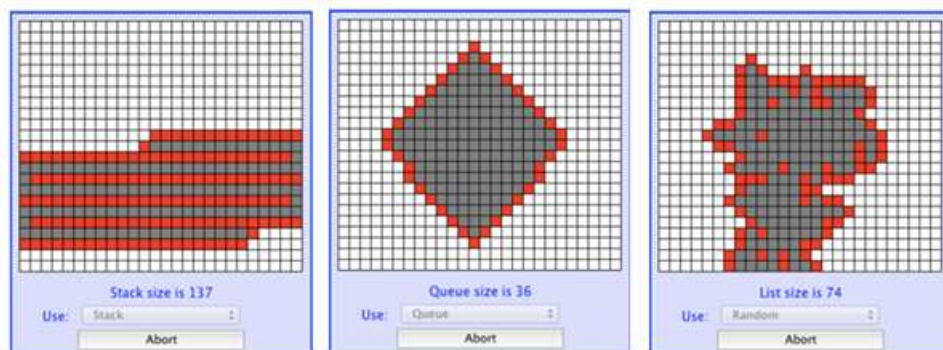 Stack size is 137
Use: Stack
Abort
Queue size is 36
Use: Queue
Abort
List size is 74
Use: Random
Abort